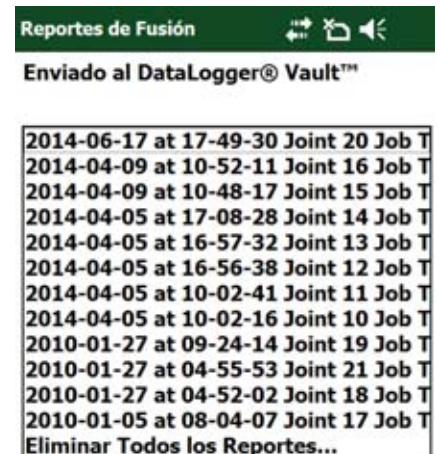 Reportes de Fusión
Enviado al DataLogger® Vault™
2014-06-17 at 17-49-30 Joint 20 Job T
2014-04-09 at 10-52-11 Joint 16 Job T
2014-04-09 at 10-48-17 Joint 15 Job T
2014-04-05 at 17-08-28 Joint 14 Job T
2014-04-05 at 16-57-32 Joint 13 Job T
2014-04-05 at 16-56-38 Joint 12 Job T
2014-04-05 at 10-02-41 Joint 11 Job T
2014-04-05 at 10-02-16 Joint 10 Job T
2010-01-27 at 09-24-14 Joint 19 Job T
2010-01-27 at 04-55-53 Joint 21 Job T
2010-01-27 at 04-52-02 Joint 18 Job T
2010-01-05 at 08-04-07 Joint 17 Job T
Eliminar Todos los Reportes...